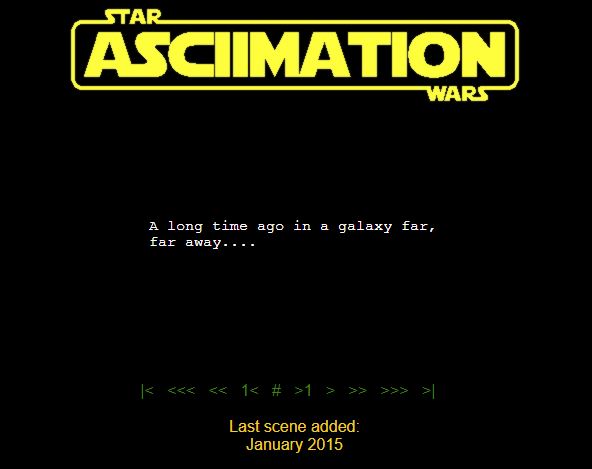 STAR
ASCIIMATION
WARS
A long time ago in a galaxy far,
far away....
|< <<< << 1< # >1 > >> >>> >|
Last scene added:
January 2015